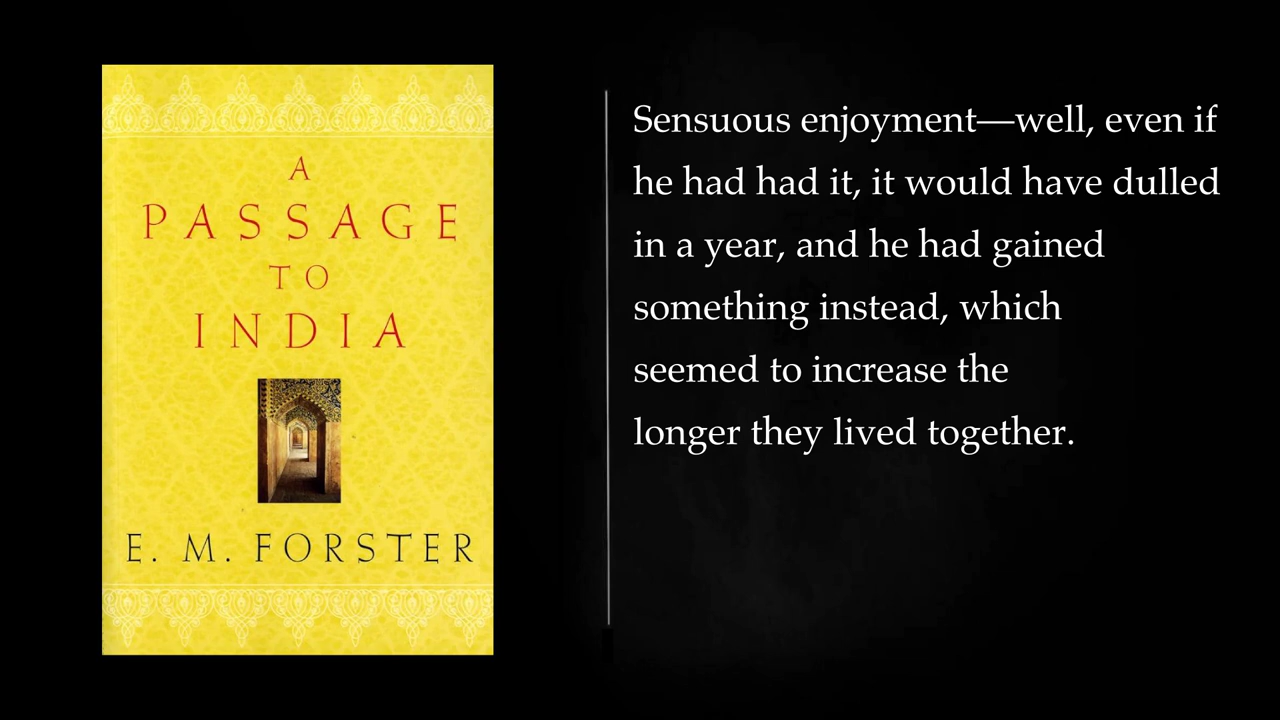 A
PASSAGE
TO
INDIA
E. M. FORSTER
Sensuous enjoyment—well, even if
he had had it, it would have dulled
in a year, and he had gained
something instead, which
seemed to increase the
longer they lived together.